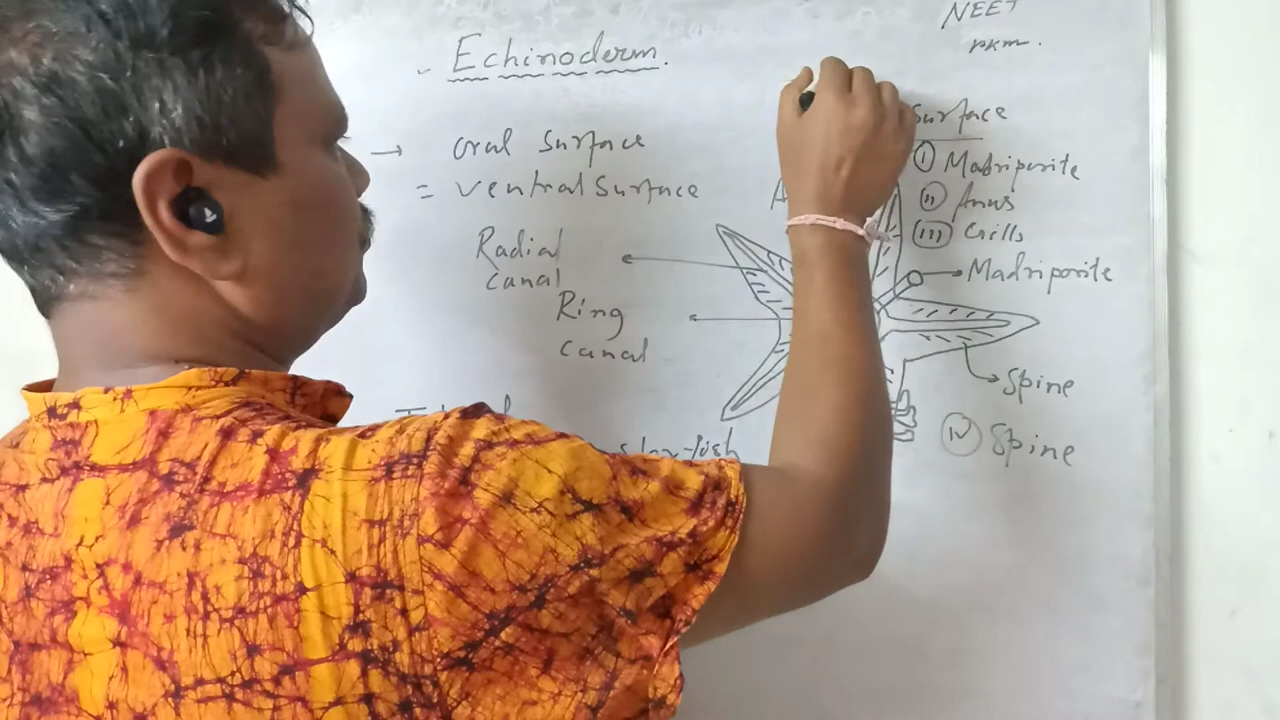 NEET
pkm.
Echinoderm.
→ oral Surface
= Ventral Surface
Surface
(i) Madriporite
(ii) Anus
(iii) Gills
Radial
canal
Madriporite
Ring
canal
Spine
(iv) Spine